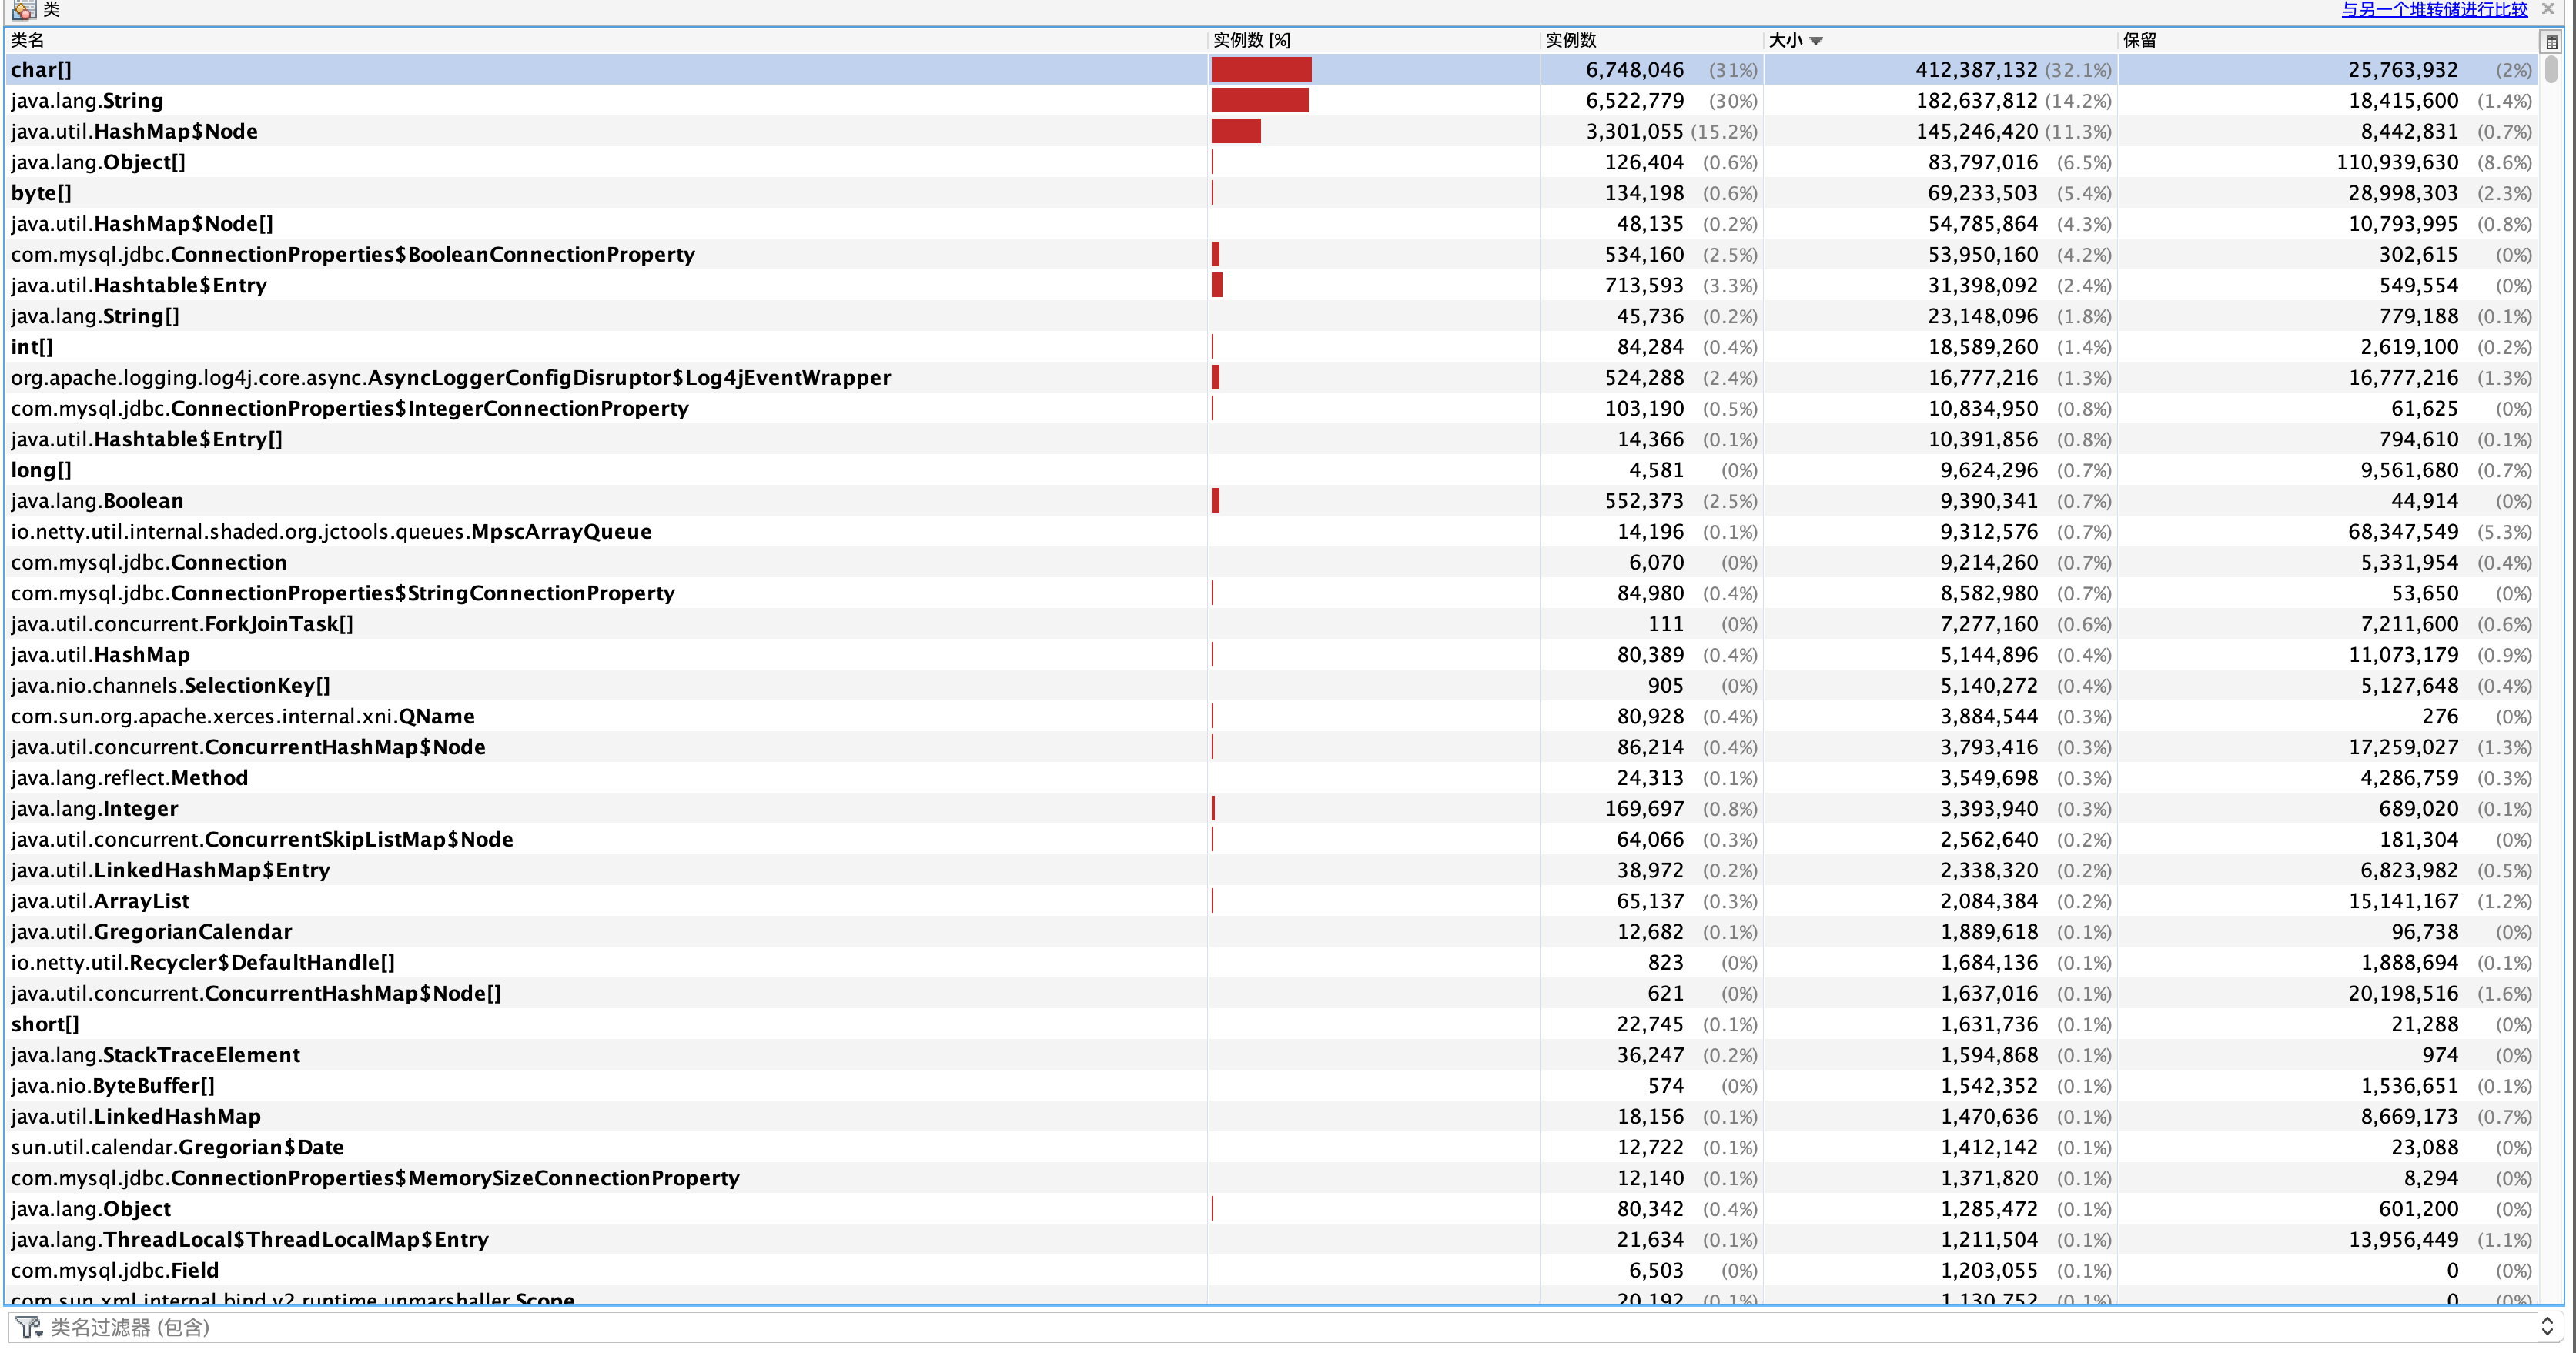 类 与另一个堆转储进行比较
类名 实例数 [%] 实例数 大小 保留
char[] 6,748,046 (31%) 412,387,132 (32.1%) 25,763,932 (2%)
java.lang.String 6,522,779 (30%) 182,637,812 (14.2%) 18,415,600 (1.4%)
java.util.HashMap$Node 3,301,055 (15.2%) 145,246,420 (11.3%) 8,442,831 (0.7%)
java.lang.Object[] 126,404 (0.6%) 83,797,016 (6.5%) 110,939,630 (8.6%)
byte[] 134,198 (0.6%) 69,233,503 (5.4%) 28,998,303 (2.3%)
java.util.HashMap$Node[] 48,135 (0.2%) 54,785,864 (4.3%) 10,793,995 (0.8%)
com.mysql.jdbc.ConnectionProperties$BooleanConnectionProperty 534,160 (2.5%) 53,950,160 (4.2%) 302,615 (0%)
java.util.Hashtable$Entry 713,593 (3.3%) 31,398,092 (2.4%) 549,554 (0%)
java.lang.String[] 45,736 (0.2%) 23,148,096 (1.8%) 779,188 (0.1%)
int[] 84,284 (0.4%) 18,589,260 (1.4%) 2,619,100 (0.2%)
org.apache.logging.log4j.core.async.AsyncLoggerConfigDisruptor$Log4jEventWrapper 524,288 (2.4%) 16,777,216 (1.3%) 16,777,216 (1.3%)
com.mysql.jdbc.ConnectionProperties$IntegerConnectionProperty 103,190 (0.5%) 10,834,950 (0.8%) 61,625 (0%)
java.util.Hashtable$Entry[] 14,366 (0.1%) 10,391,856 (0.8%) 794,610 (0.1%)
long[] 4,581 (0%) 9,624,296 (0.7%) 9,561,680 (0.7%)
java.lang.Boolean 552,373 (2.5%) 9,390,341 (0.7%) 44,914 (0%)
io.netty.util.internal.shaded.org.jctools.queues.MpscArrayQueue 14,196 (0.1%) 9,312,576 (0.7%) 68,347,549 (5.3%)
com.mysql.jdbc.Connection 6,070 (0%) 9,214,260 (0.7%) 5,331,954 (0.4%)
com.mysql.jdbc.ConnectionProperties$StringConnectionProperty 84,980 (0.4%) 8,582,980 (0.7%) 53,650 (0%)
java.util.concurrent.ForkJoinTask[] 111 (0%) 7,277,160 (0.6%) 7,211,600 (0.6%)
java.util.HashMap 80,389 (0.4%) 5,144,896 (0.4%) 11,073,179 (0.9%)
java.nio.channels.SelectionKey[] 905 (0%) 5,140,272 (0.4%) 5,127,648 (0.4%)
com.sun.org.apache.xerces.internal.xni.QName 80,928 (0.4%) 3,884,544 (0.3%) 276 (0%)
java.util.concurrent.ConcurrentHashMap$Node 86,214 (0.4%) 3,793,416 (0.3%) 17,259,027 (1.3%)
java.lang.reflect.Method 24,313 (0.1%) 3,549,698 (0.3%) 4,286,759 (0.3%)
java.lang.Integer 169,697 (0.8%) 3,393,940 (0.3%) 689,020 (0.1%)
java.util.concurrent.ConcurrentSkipListMap$Node 64,066 (0.3%) 2,562,640 (0.2%) 181,304 (0%)
java.util.LinkedHashMap$Entry 38,972 (0.2%) 2,338,320 (0.2%) 6,823,982 (0.5%)
java.util.ArrayList 65,137 (0.3%) 2,084,384 (0.2%) 15,141,167 (1.2%)
java.util.GregorianCalendar 12,682 (0.1%) 1,889,618 (0.1%) 96,738 (0%)
io.netty.util.Recycler$DefaultHandle[] 823 (0%) 1,684,136 (0.1%) 1,888,694 (0.1%)
java.util.concurrent.ConcurrentHashMap$Node[] 621 (0%) 1,637,016 (0.1%) 20,198,516 (1.6%)
short[] 22,745 (0.1%) 1,631,736 (0.1%) 21,288 (0%)
java.lang.StackTraceElement 36,247 (0.2%) 1,594,868 (0.1%) 974 (0%)
java.nio.ByteBuffer[] 574 (0%) 1,542,352 (0.1%) 1,536,651 (0.1%)
java.util.LinkedHashMap 18,156 (0.1%) 1,470,636 (0.1%) 8,669,173 (0.7%)
sun.util.calendar.Gregorian$Date 12,722 (0.1%) 1,412,142 (0.1%) 23,088 (0%)
com.mysql.jdbc.ConnectionProperties$MemorySizeConnectionProperty 12,140 (0.1%) 1,371,820 (0.1%) 8,294 (0%)
java.lang.Object 80,342 (0.4%) 1,285,472 (0.1%) 601,200 (0%)
java.lang.ThreadLocal$ThreadLocalMap$Entry 21,634 (0.1%) 1,211,504 (0.1%) 13,956,449 (1.1%)
com.mysql.jdbc.Field 6,503 (0%) 1,203,055 (0.1%) 0 (0%)
com.sun.xml.internal.bind.v2.runtime.unmarshaller.Scope 20,192 (0.1%) 1,130,752 (0.1%) 0 (0%)
类名过滤器 (包含)